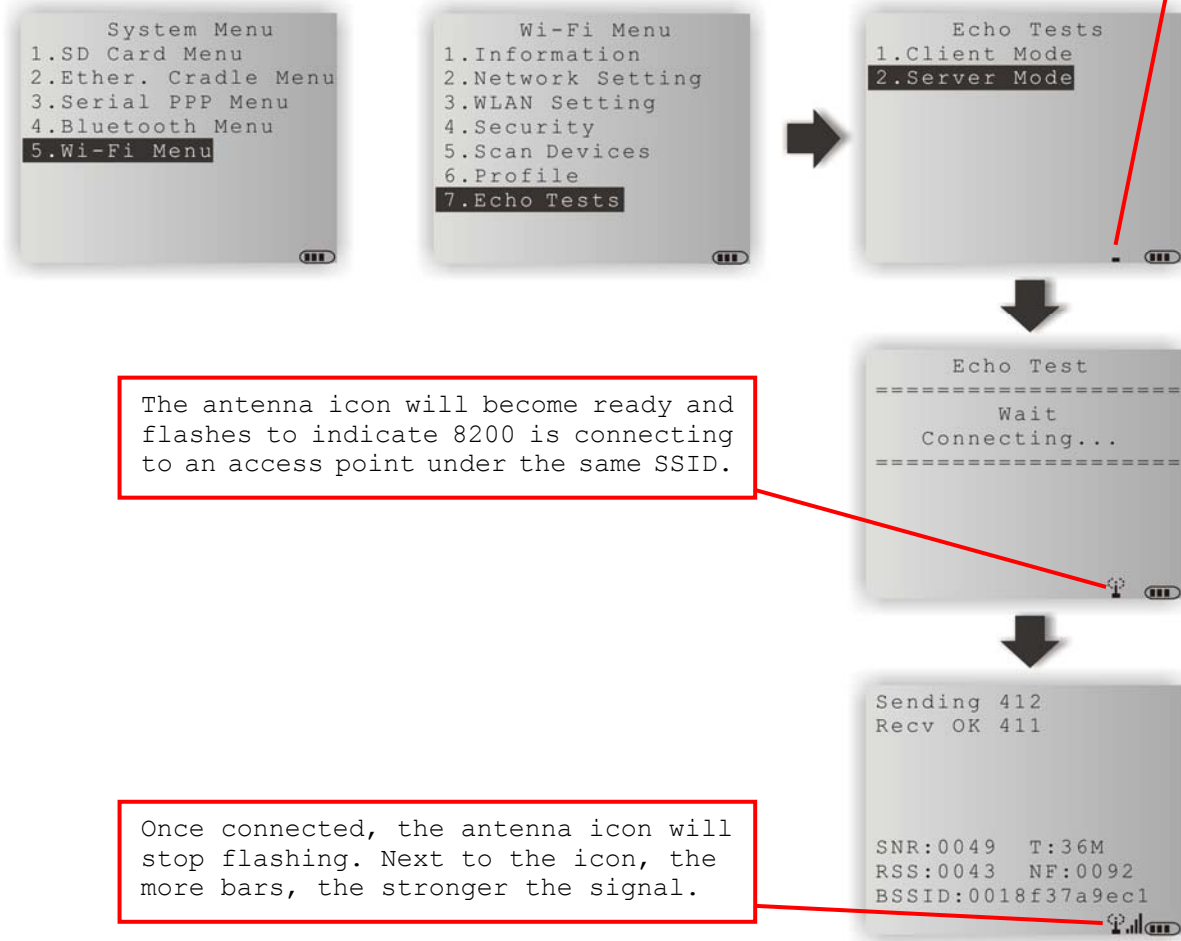 System Menu
1.SD Card Menu
2.Ether. Cradle Menu
3.Serial PPP Menu
4.Bluetooth Menu
5.Wi-Fi Menu
Wi-Fi Menu
1.Information
2.Network Setting
3.WLAN Setting
4.Security
5.Scan Devices
6.Profile
7.Echo Tests
Echo Tests
1.Client Mode
2.Server Mode
Echo Test
====================
Wait
Connecting...
====================
The antenna icon will become ready and
flashes to indicate 8200 is connecting
to an access point under the same SSID.
Sending 412
Recv OK 411
SNR:0049 T:36M
RSS:0043 NF:0092
BSSID:0018f37a9ec1
Once connected, the antenna icon will
stop flashing. Next to the icon, the
more bars, the stronger the signal.